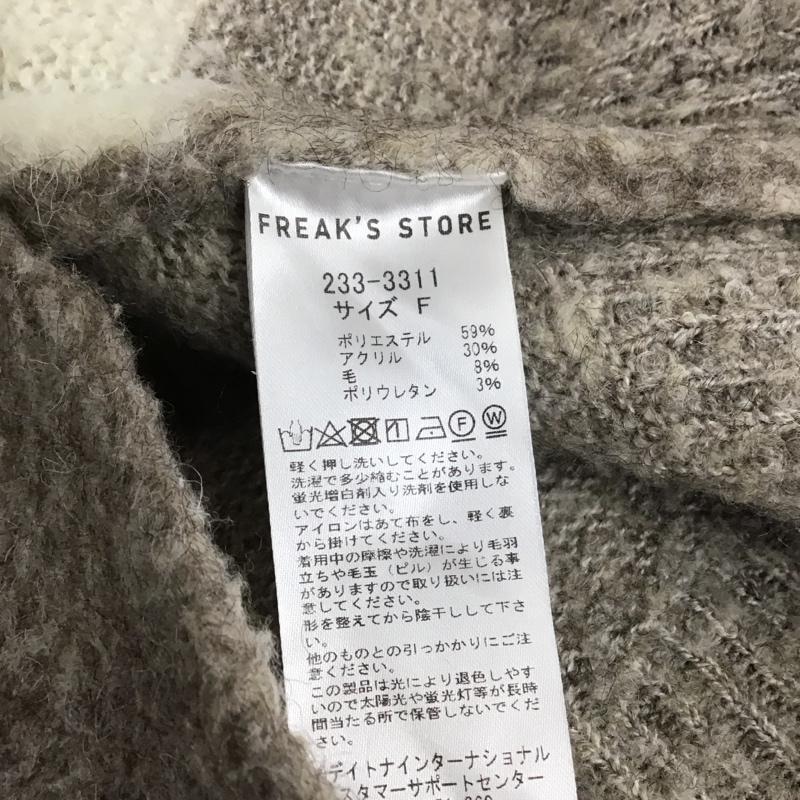 FREAK'S STORE
233-3311
サイズ F
ポリエステル 59%
アクリル 30%
毛 8%
ポリウレタン 3%
F W
軽く押し洗いしてください。
洗濯で多少縮むことがあります。
蛍光増白剤入り洗剤を使用しな
いでください。
アイロンはあて布をし、軽く裏
から掛けてください。
着用中の摩擦や洗濯により毛羽
立ちや毛玉（ピル）が生じる事
がありますので取り扱いには注
意してください。
形を整えてから陰干しして下さ
い。
他のものとの引っかかりにご注
意ください。
この製品は光により退色しやす
いので太陽光や蛍光灯等が長時
間当たる所で保管しないでくだ
さい。
デイトナインターナショナル
スタマーサポートセンター